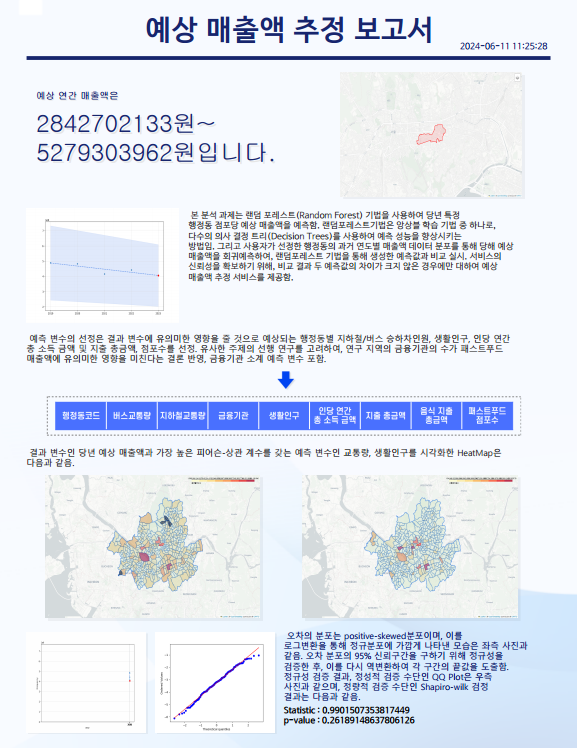 예상 매출액 추정 보고서
2024-06-11 11:25:28
예상 연간 매출액은
2842702133원~
5279303962원입니다.
본 분석 과제는 랜덤 포레스트(Random Forest) 기법을 사용하여 당년 특정
행정동 점포당 예상 매출액을 예측함. 랜덤포레스트기법은 앙상블 학습 기법 중 하나로,
다수의 의사 결정 트리(Decision Trees)를 사용하여 예측 성능을 향상시키는
방법임. 그리고 사용자가 선정한 행정동의 과거 연도별 매출액 데이터 분포를 통해 당해 예상
매출액을 회귀예측하여, 랜덤포레스트 기법을 통해 생성한 예측값과 비교 실시. 서비스의
신뢰성을 확보하기 위해, 비교 결과 두 예측값의 차이가 크지 않은 경우에만 대하여 예상
매출액 추정 서비스를 제공함.
예측 변수의 선정은 결과 변수에 유의미한 영향을 줄 것으로 예상되는 행정동별 지하철/버스 승하차인원, 생활인구, 인당 연간
총 소득 금액 및 지출 총금액, 점포수를 선정. 유사한 주제의 선행 연구를 고려하여, 연구 지역의 금융기관의 수가 패스트푸드
매출액에 유의미한 영향을 미친다는 결론 반영, 금융기관 소계 예측 변수 포함.
행정동코드 버스교통량 지하철교통량 금융기관 생활인구 인당 연간 총 소득 금액 지출 총금액 음식 지출 총금액 패스트푸드 점포수
결과 변수인 당년 예상 매출액과 가장 높은 피어슨-상관 계수를 갖는 예측 변수인 교통량, 생활인구를 시각화한 HeatMap은
다음과 같음.
오차의 분포는 positive-skewed분포이며, 이를
로그변환을 통해 정규분포에 가깝게 나타낸 모습은 좌측 사진과
같음. 오차 분포의 95% 신뢰구간을 구하기 위해 정규성을
검증한 후, 이를 다시 역변환하여 각 구간의 끝값을 도출함.
정규성 검증 결과, 정성적 검증 수단인 QQ Plot은 우측
사진과 같으며, 정량적 검증 수단인 Shapiro-wilk 검정
결과는 다음과 같음.
Statistic : 0.9901507353817449
p-value : 0.26189148637806126